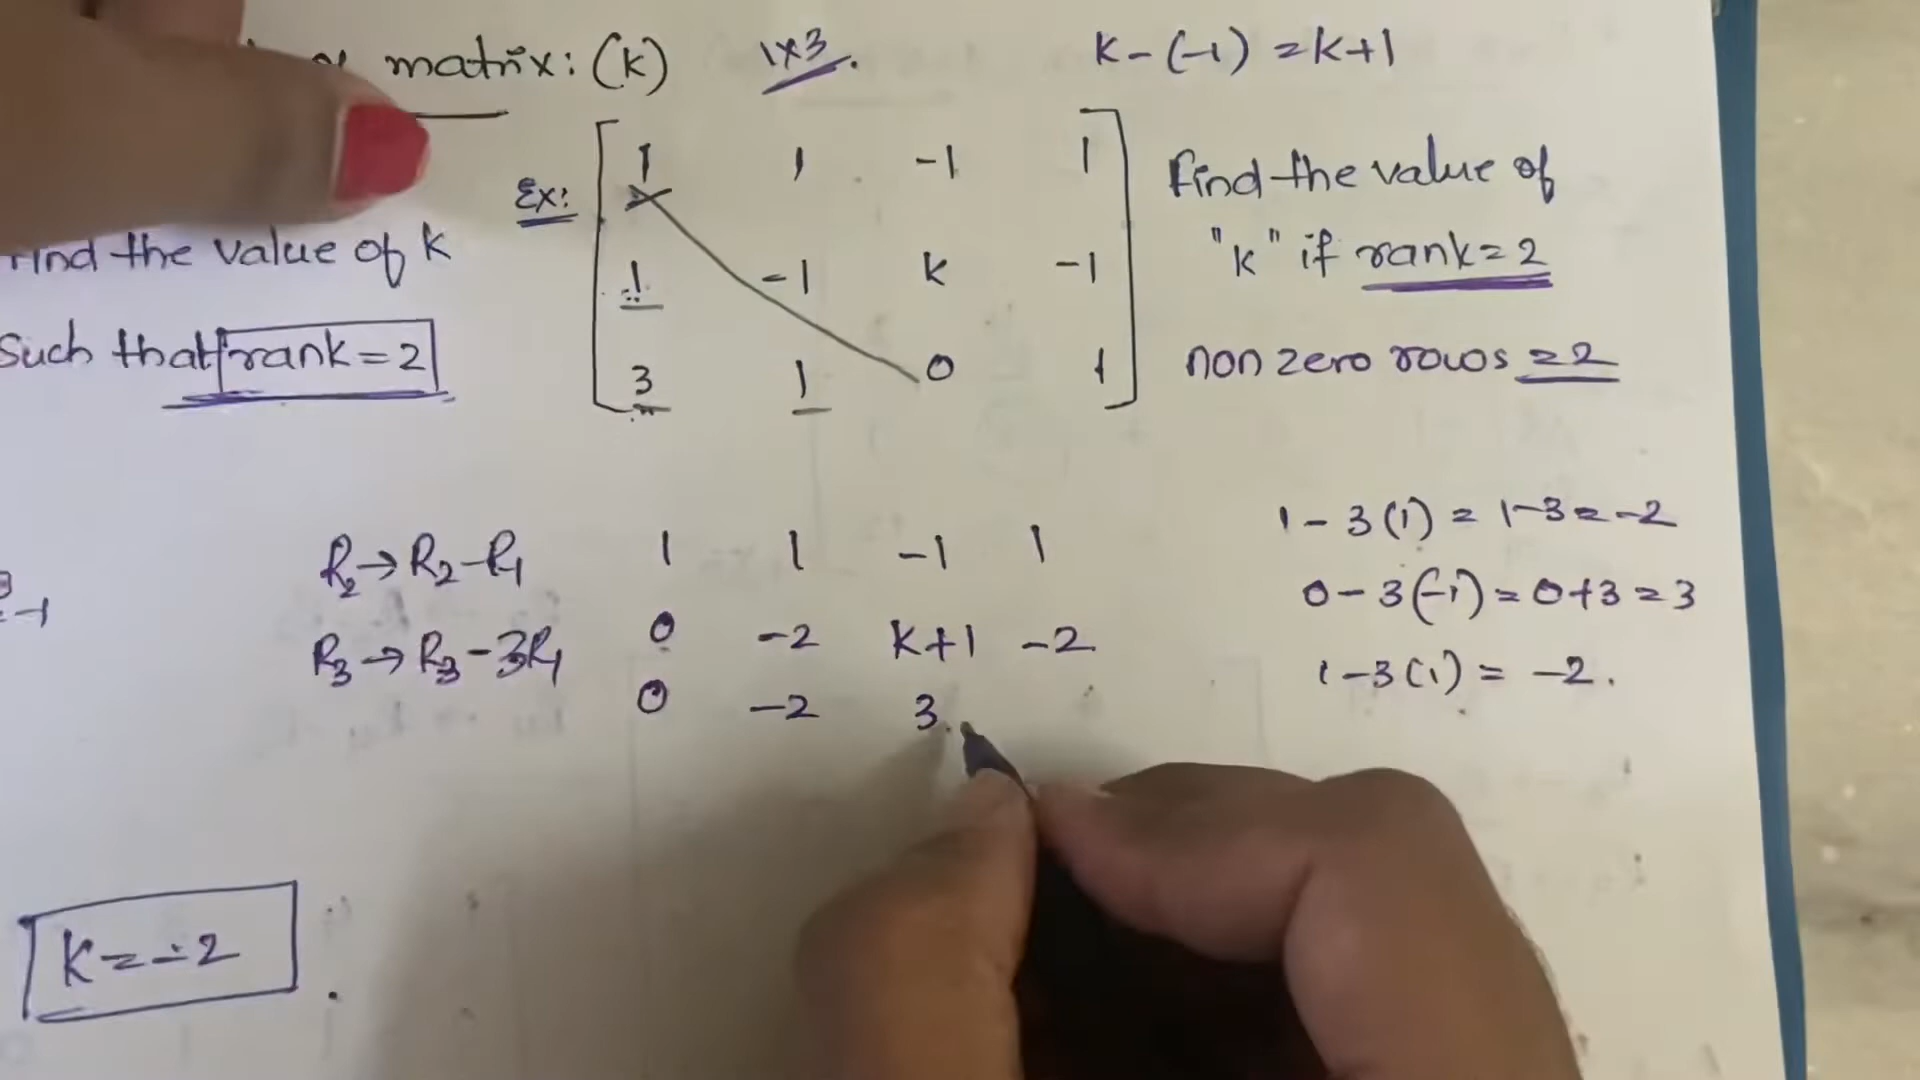 matrix: (k) 1x3.
k-(-1) = k+1
Ex:
1 1 -1 1
1 -1 k -1
3 1 0 1
find the value of
"k" if rank=2
non zero rows = 2
find the value of k
such that rank=2
R2→R2-R1 1 1 -1 1
R3→R3-3R1 0 -2 k+1 -2
0 -2 3
1-3(1) = 1-3=-2
0-3(-1)=0+3=3
1-3(1) = -2.
k=-2